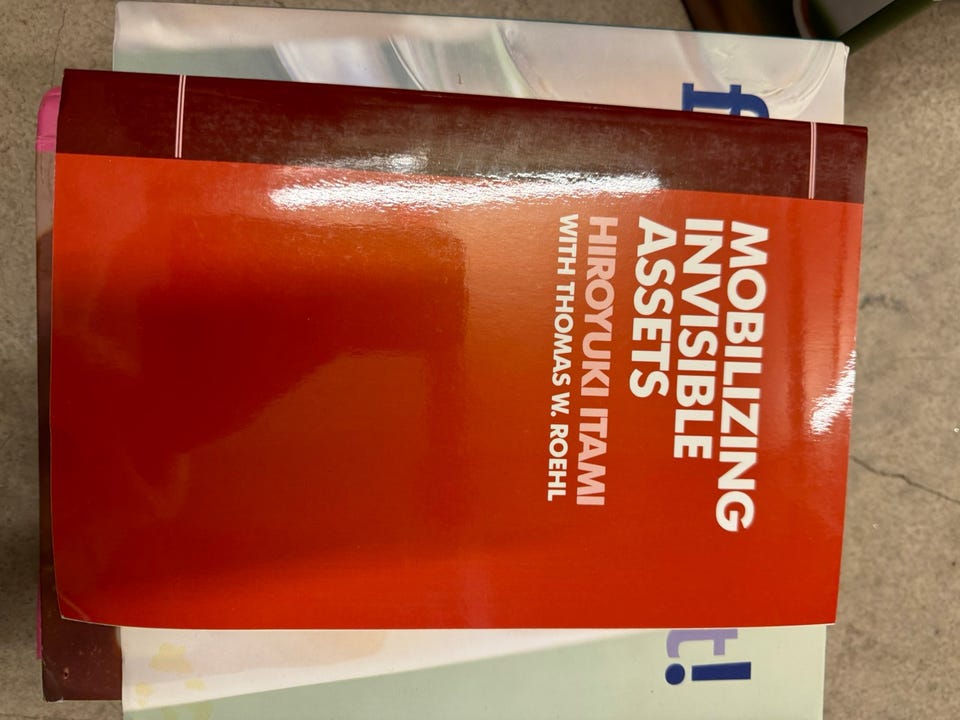 MOBILIZING
INVISIBLE
ASSETS
HIROYUKI ITAMI
WITH THOMAS W. ROEHL
f
t!